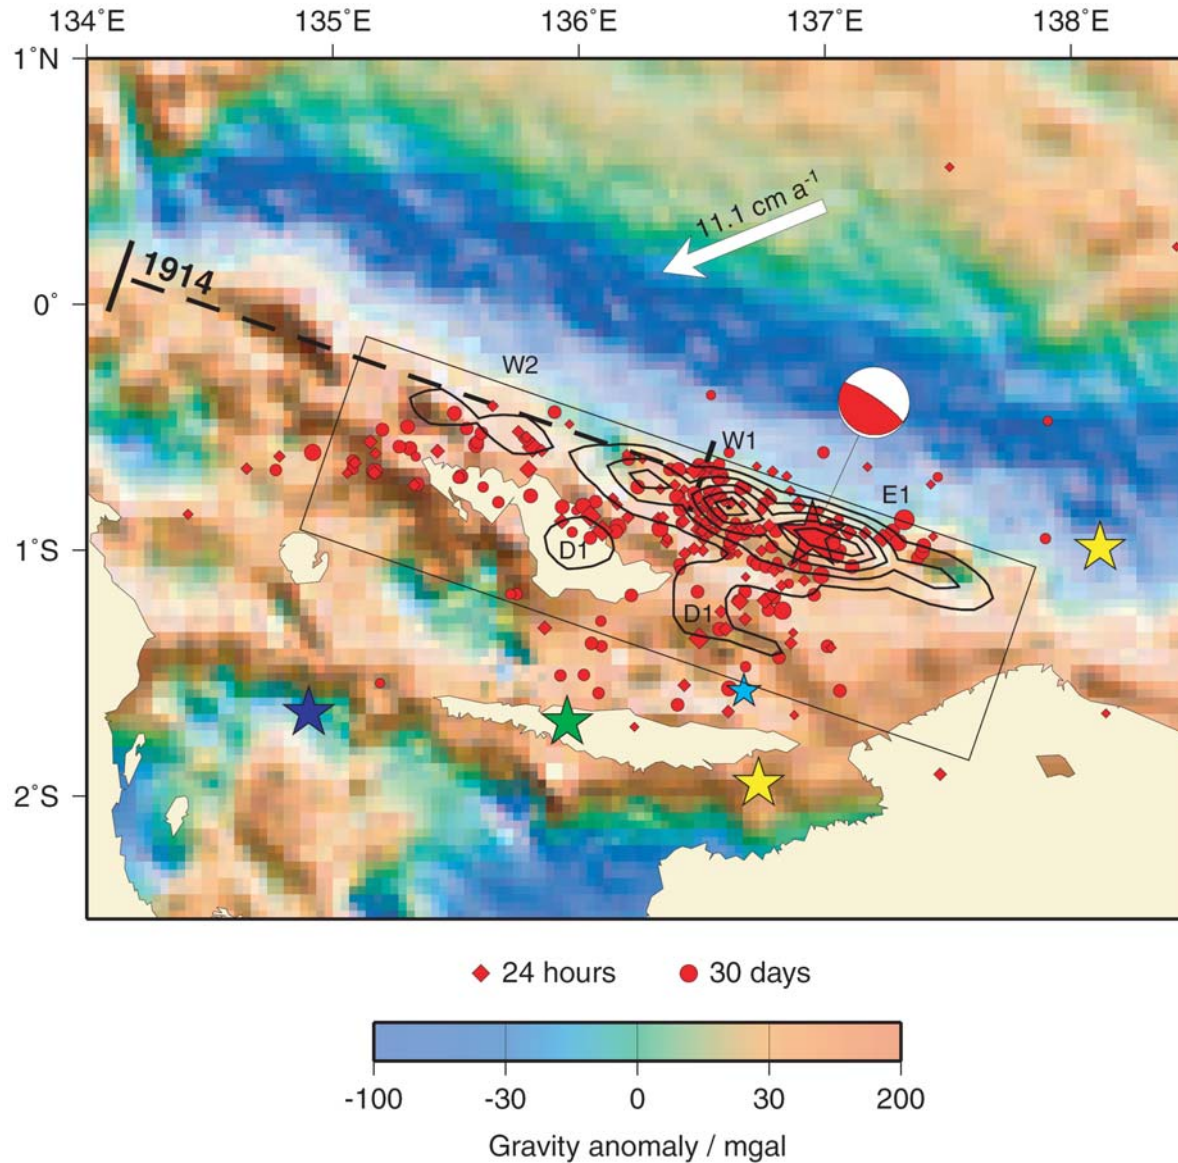 134˚E 135˚E 136˚E 137˚E 138˚E
1˚N
11.1 cm a⁻¹
1914
0˚
W2
W1
E1
1˚S
D1
D1
2˚S
24 hours 30 days
-100 -30 0 30 200
Gravity anomaly / mgal